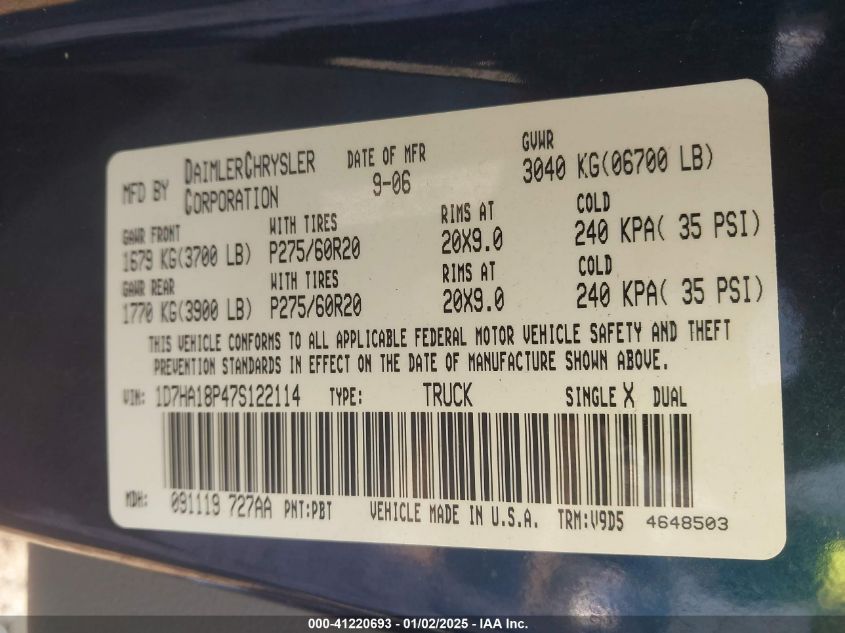 MFD BY DAIMLERCHRYSLER CORPORATION DATE OF MFR 9-06 GVWR 3040 KG(06700 LB)
GAWR FRONT WITH TIRES RIMS AT COLD
1679 KG(3700 LB) P275/60R20 20X9.0 240 KPA( 35 PSI)
GAWR REAR WITH TIRES RIMS AT COLD
1770 KG(3900 LB) P275/60R20 20X9.0 240 KPA( 35 PSI)
THIS VEHICLE CONFORMS TO ALL APPLICABLE FEDERAL MOTOR VEHICLE SAFETY AND THEFT
PREVENTION STANDARDS IN EFFECT ON THE DATE OF MANUFACTURE SHOWN ABOVE.
VIN: 1D7HA18P47S122114 TYPE: TRUCK SINGLE X DUAL
MDH: 091119 727AA PNT:PBT VEHICLE MADE IN U.S.A. TRM:V9D5 4648503
000-41220693 - 01/02/2025 - IAA Inc.